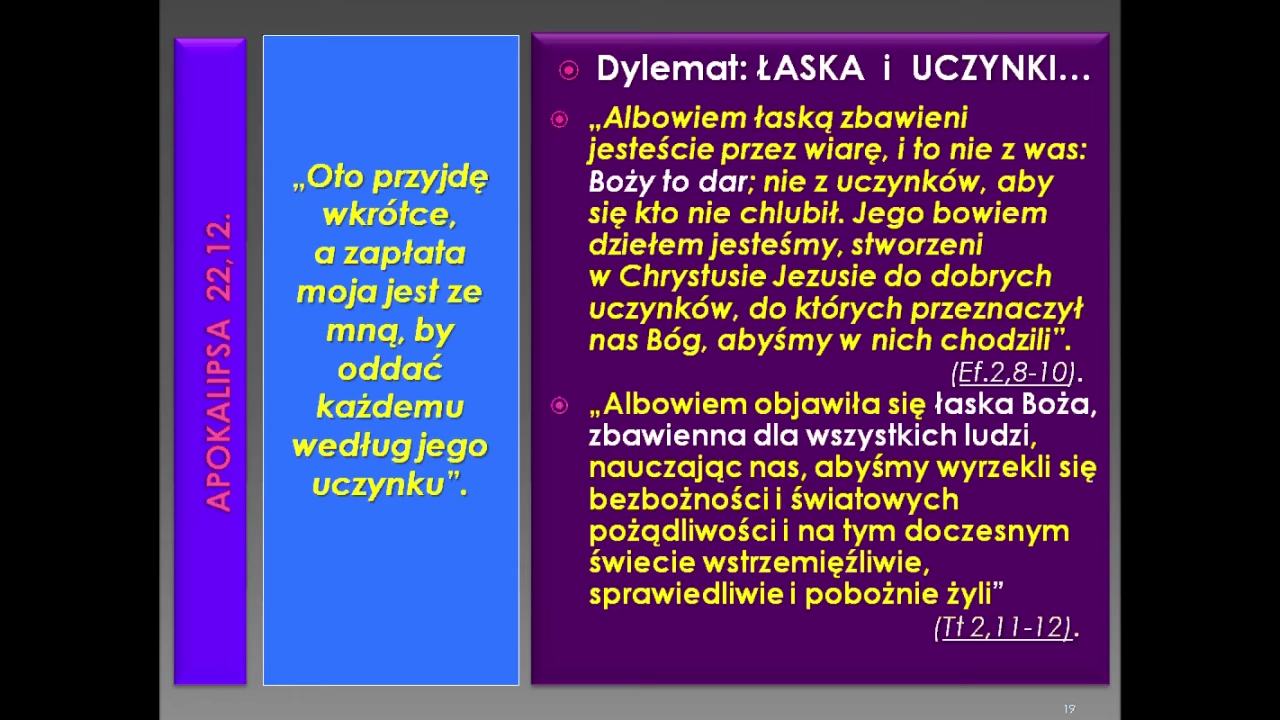 APOKALIPSA 22,12.
„Oto przyjdę
wkrótce,
a zapłata
moja jest ze
mną, by
oddać
każdemu
według jego
uczynku”.
Dylemat: ŁASKA i UCZYNKI…
„Albowiem łaską zbawieni
jesteście przez wiarę, i to nie z was:
Boży to dar; nie z uczynków, aby
się kto nie chlubił. Jego bowiem
dziełem jesteśmy, stworzeni
w Chrystusie Jezusie do dobrych
uczynków, do których przeznaczył
nas Bóg, abyśmy w nich chodzili”.
(Ef.2,8-10).
„Albowiem objawiła się łaska Boża,
zbawienna dla wszystkich ludzi,
nauczając nas, abyśmy wyrzekli się
bezbożności i światowych
pożądliwości i na tym doczesnym
świecie wstrzemięźliwie,
sprawiedliwie i pobożnie żyli”
(Tt 2,11-12).
19